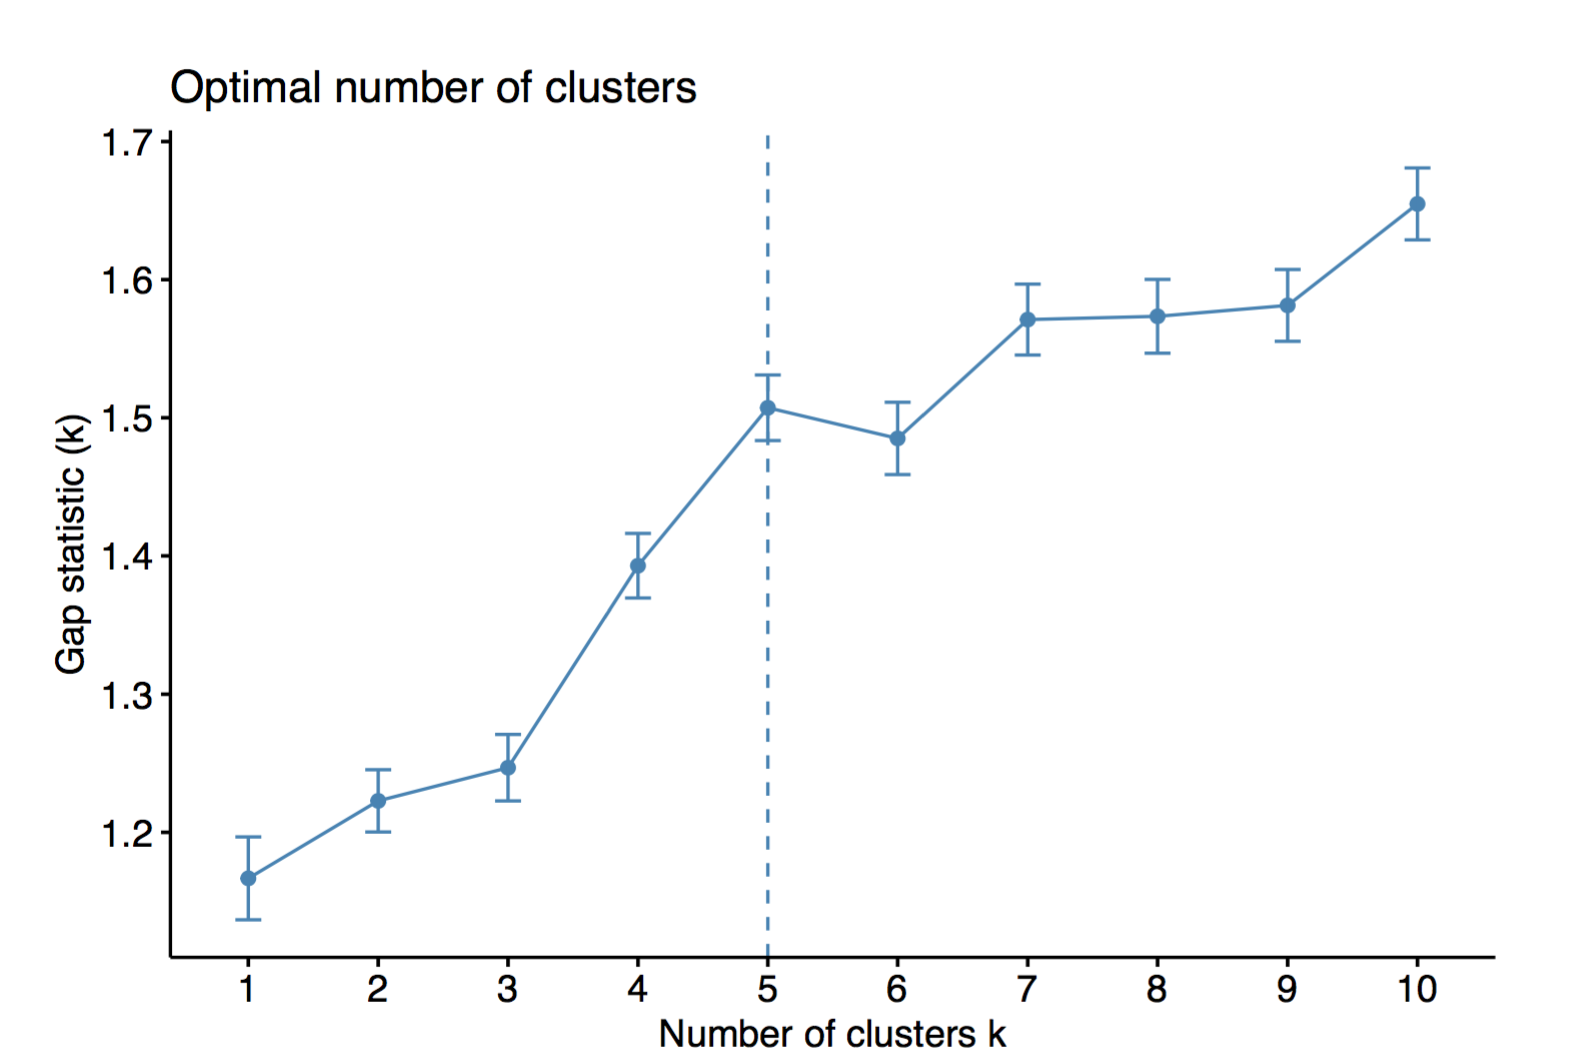 Optimal number of clusters
1.7
1.6
1.5
1.4
1.3
1.2
Gap statistic (k)
1 2 3 4 5 6 7 8 9 10
Number of clusters k